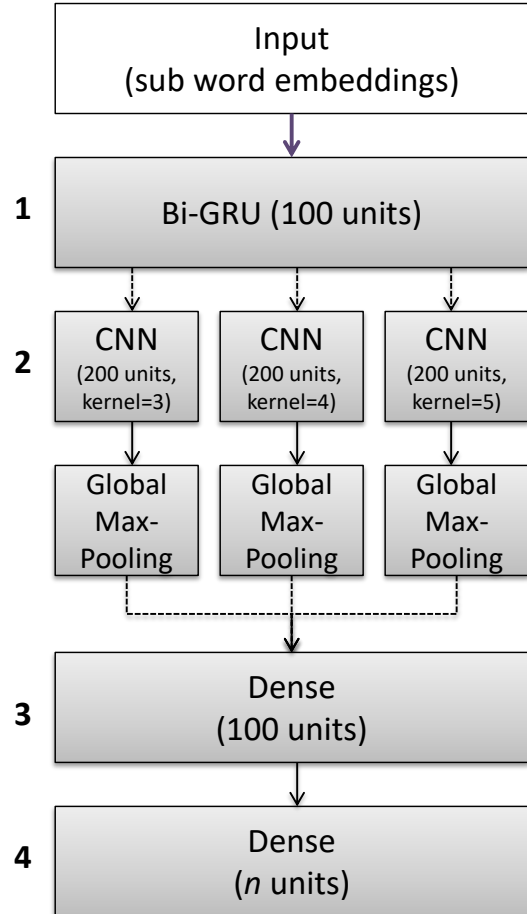 Input
(sub word embeddings)
1
Bi-GRU (100 units)
2
CNN
(200 units,
kernel=3)
CNN
(200 units,
kernel=4)
CNN
(200 units,
kernel=5)
Global
Max-
Pooling
Global
Max-
Pooling
Global
Max-
Pooling
3
Dense
(100 units)
4
Dense
(n units)